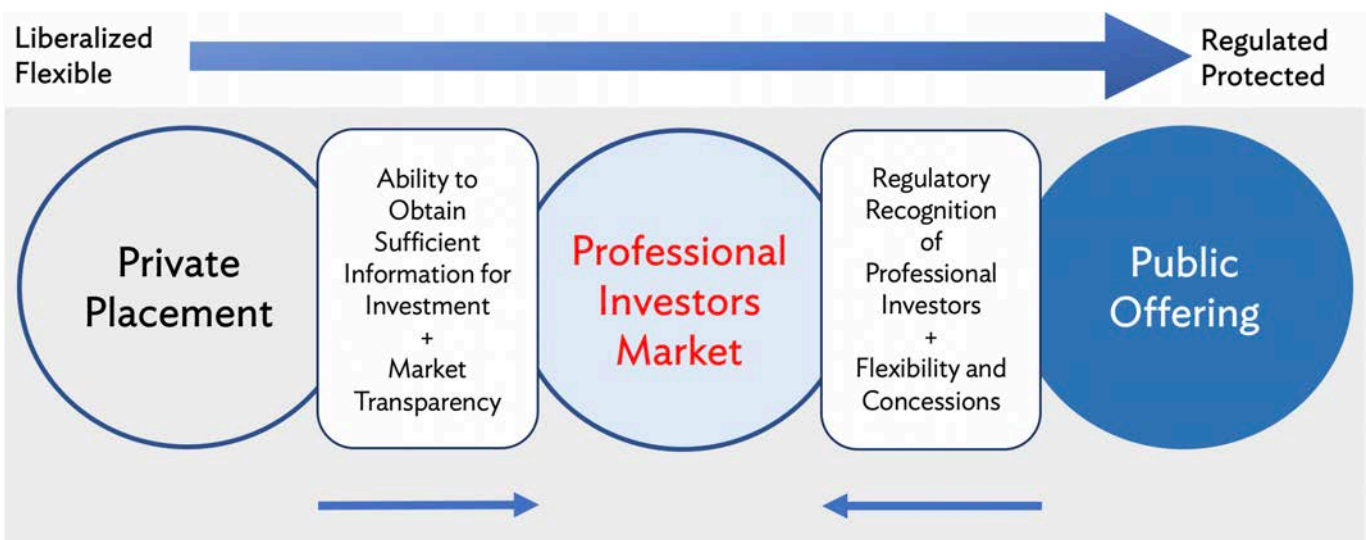 Liberalized
Flexible
Regulated
Protected
Private
Placement
Ability to
Obtain
Sufficient
Information for
Investment
+
Market
Transparency
Professional
Investors
Market
Regulatory
Recognition
of
Professional
Investors
+
Flexibility and
Concessions
Public
Offering